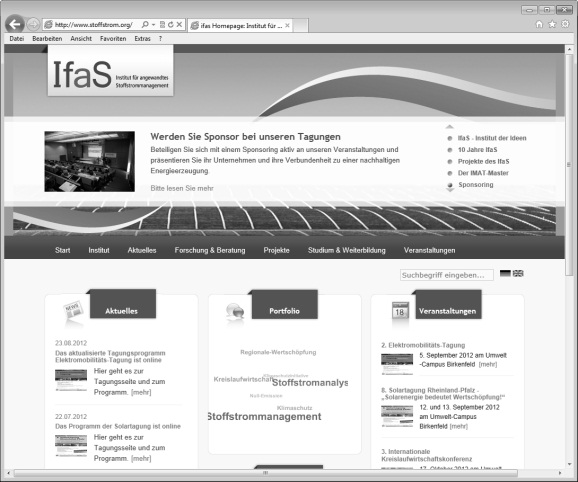 http://www.stoffstrom.org/
ifas Homepage: Institut für ...
Datei Bearbeiten Ansicht Favoriten Extras ?
IfaS Institut für angewandtes
Stoffstrommanagement
Werden Sie Sponsor bei unseren Tagungen
Beteiligen Sie sich mit einem Sponsoring aktiv an unseren Veranstaltungen und
präsentieren Sie Ihr Unternehmen und ihre Verbundenheit zu einer nachhaltigen
Energieerzeugung.
Bitte lesen Sie mehr
IfaS - Institut der Ideen
10 Jahre IfaS
Projekte des IfaS
Der IMAT-Master
Sponsoring
Start Institut Aktuelles Forschung & Beratung Projekte Studium & Weiterbildung Veranstaltungen
Suchbegriff eingeben...
Aktuelles
23.08.2012
Das aktualisierte Tagungsprogramm
Elektromobilitäts-Tagung ist online
Hier geht es zur
Tagungsseite und zum
Programm. [mehr]
22.07.2012
Das Programm der Solartagung ist online
Hier geht es zur
Tagungsseite und zum
Programm. [mehr]
Portfolio
Regionale-Wertschöpfung
Kreislaufwirtschaft
Stoffstromanalys
Null-Emission
Klimaschutz
Stoffstrommanagement
18
Veranstaltungen
2. Elektromobilitäts-Tagung
5. September 2012 am Umwelt
-Campus Birkenfeld [mehr]
8. Solartagung Rheinland-Pfalz -
„Solarenergie bedeutet Wertschöpfung!“
12. und 13. September 2012
am Umwelt-Campus
Birkenfeld [mehr]
3. Internationale
Kreislaufwirtschaftskonferenz
17. Oktober 2012 am Umwelt